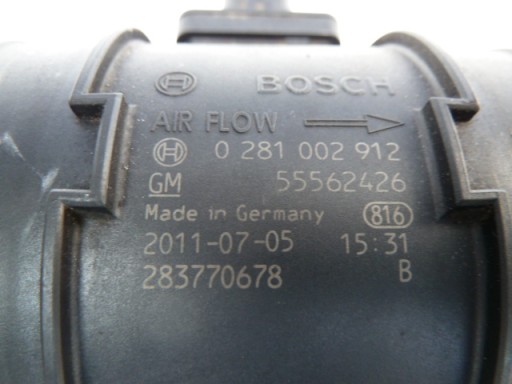 BOSCH
AIR FLOW
0 281 002 912
GM 55562426
Made in Germany 816
2011-07-05 15:31
283770678 B